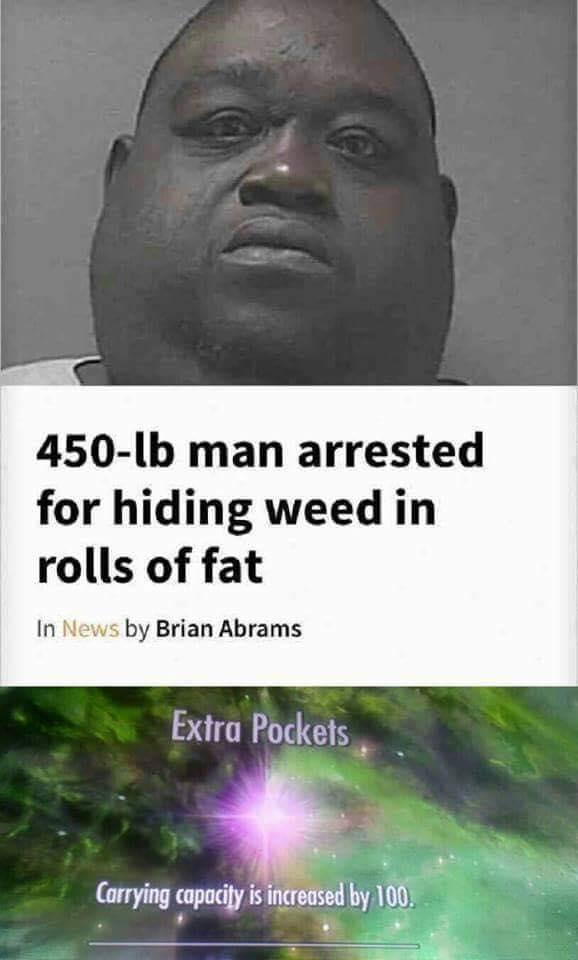 450-lb man arrested
for hiding weed in
rolls of fat
In News by Brian Abrams
Extra Pockets
Carrying capacity is increased by 100.